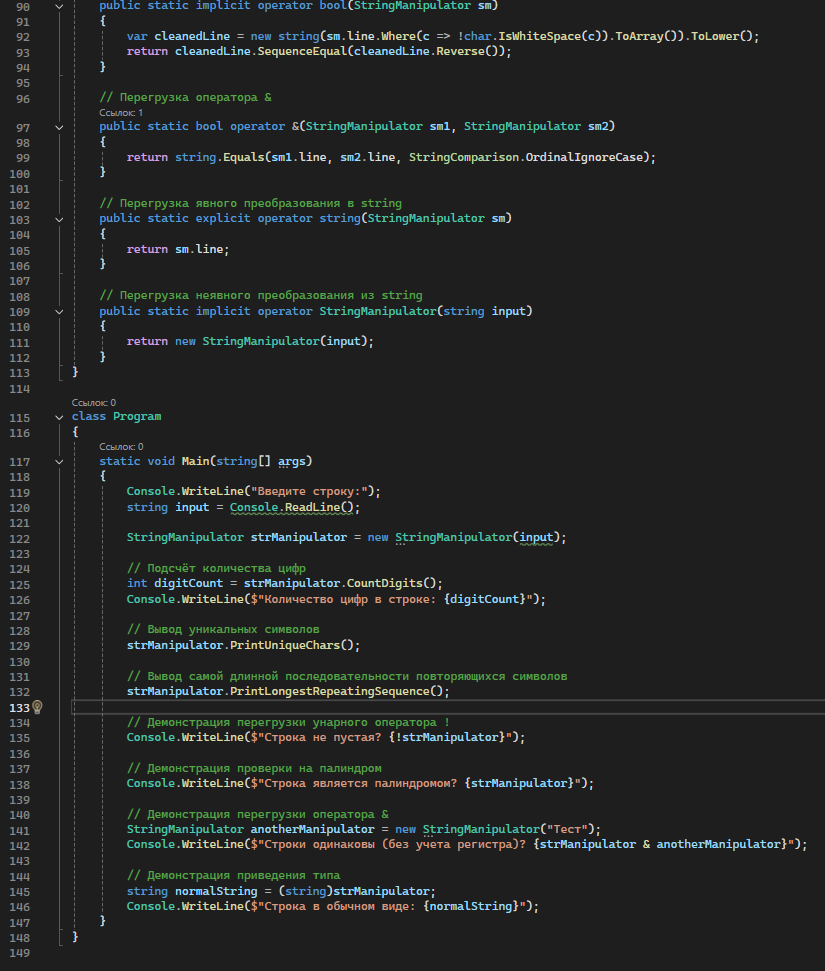 90 public static implicit operator bool(StringManipulator sm)
91 {
92 var cleanedLine = new string(sm.line.Where(c => !char.IsWhiteSpace(c)).ToArray()).ToLower();
93 return cleanedLine.SequenceEqual(cleanedLine.Reverse());
94 }
95
96 // Перегрузка оператора &
Ссылок: 1
97 public static bool operator &(StringManipulator sm1, StringManipulator sm2)
98 {
99 return string.Equals(sm1.line, sm2.line, StringComparison.OrdinalIgnoreCase);
100 }
101
102 // Перегрузка явного преобразования в string
103 public static explicit operator string(StringManipulator sm)
104 {
105 return sm.line;
106 }
107
108 // Перегрузка неявного преобразования из string
109 public static implicit operator StringManipulator(string input)
110 {
111 return new StringManipulator(input);
112 }
113 }
114
Ссылок: 0
115 class Program
116 {
Ссылок: 0
117 static void Main(string[] args)
118 {
119 Console.WriteLine("Введите строку:");
120 string input = Console.ReadLine();
121
122 StringManipulator strManipulator = new StringManipulator(input);
123
124 // Подсчёт количества цифр
125 int digitCount = strManipulator.CountDigits();
126 Console.WriteLine($"Количество цифр в строке: {digitCount}");
127
128 // Вывод уникальных символов
129 strManipulator.PrintUniqueChars();
130
131 // Вывод самой длинной последовательности повторяющихся символов
132 strManipulator.PrintLongestRepeatingSequence();
133
134 // Демонстрация перегрузки унарного оператора !
135 Console.WriteLine($"Строка не пустая? {!strManipulator}");
136
137 // Демонстрация проверки на палиндром
138 Console.WriteLine($"Строка является палиндромом? {strManipulator}");
139
140 // Демонстрация перегрузки оператора &
141 StringManipulator anotherManipulator = new StringManipulator("Тест");
142 Console.WriteLine($"Строки одинаковы (без учета регистра)? {strManipulator & anotherManipulator}");
143
144 // Демонстрация приведения типа
145 string normalString = (string)strManipulator;
146 Console.WriteLine($"Строка в обычном виде: {normalString}");
147 }
148 }
149